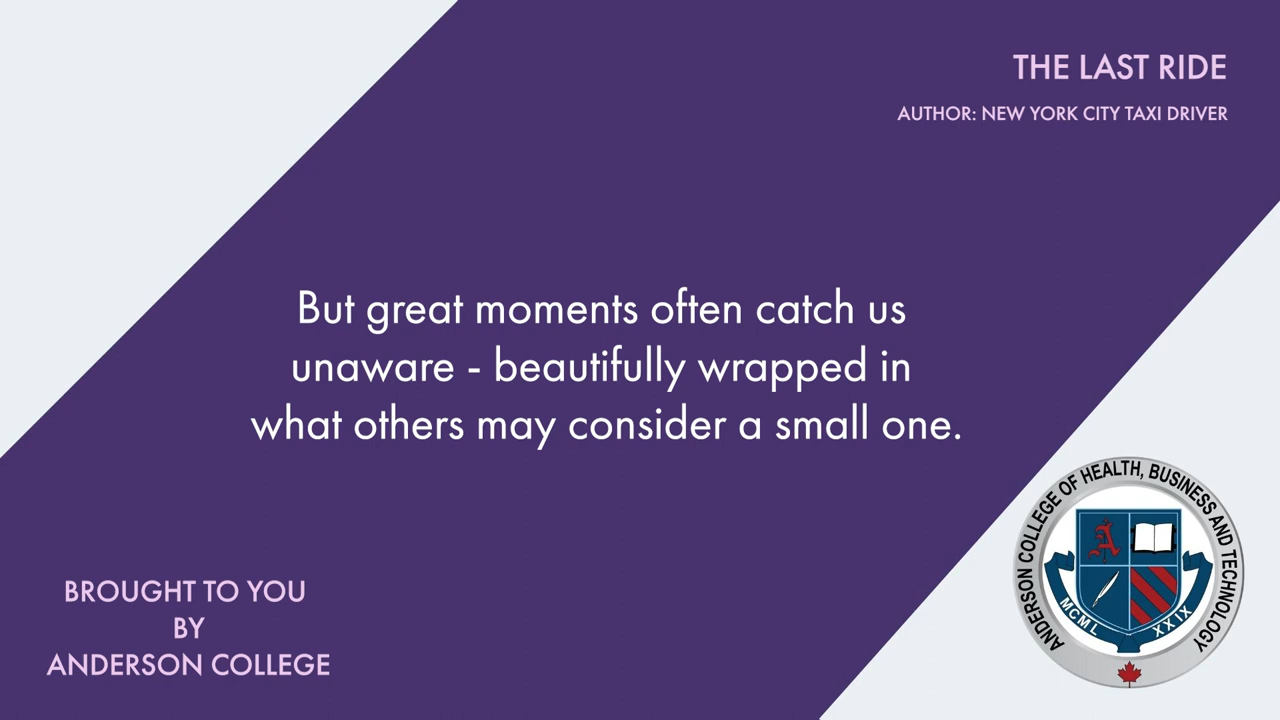 THE LAST RIDE
AUTHOR: NEW YORK CITY TAXI DRIVER
But great moments often catch us
unaware - beautifully wrapped in
what others may consider a small one.
BROUGHT TO YOU
BY
ANDERSON COLLEGE
ANDERSON COLLEGE OF HEALTH, BUSINESS AND TECHNOLOGY
A
MCML XXIX